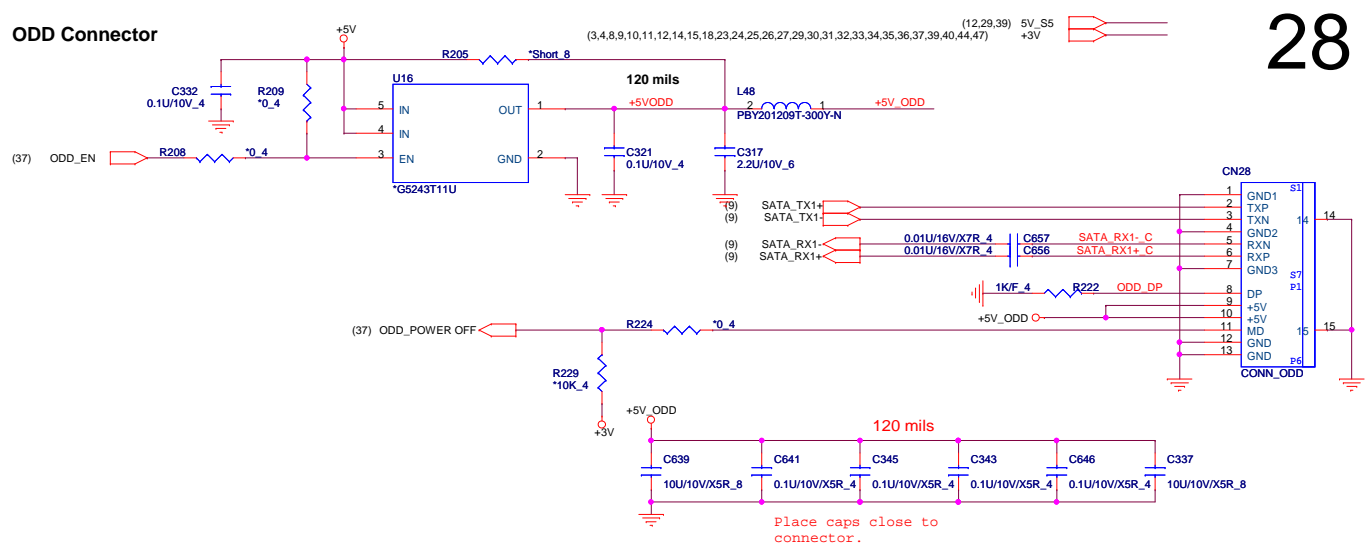 ODD Connector
28
(12,29,39) 5V_S5
(3,4,8,9,10,11,12,14,15,18,23,24,25,26,27,29,30,31,32,33,34,35,36,37,39,40,44,47) +3V
+5V
R205 *Short_8
C332
0.1U/10V_4
R209
*0_4
U16
120 mils
5 IN OUT 1 +5VODD
4 IN
3 EN GND 2
*G5243T11U
L48
2 1 +5V_ODD
PBY201209T-300Y-N
(37) ODD_EN R208 *0_4
C321
0.1U/10V_4
C317
2.2U/10V_6
CN28
1 GND1 S1
(9) SATA_TX1+ 2 TXP
(9) SATA_TX1- 3 TXN 14 14
4 GND2
(9) SATA_RX1- 0.01U/16V/X7R_4 C657 SATA_RX1-_C 5 RXN
(9) SATA_RX1+ 0.01U/16V/X7R_4 C656 SATA_RX1+_C 6 RXP
7 GND3 S7
P1
1K/F_4 R222 ODD_DP 8 DP
9 +5V
+5V_ODD 10 +5V
(37) ODD_POWER OFF R224 *0_4 11 MD 15 15
12 GND
13 GND P6
CONN_ODD
R229
*10K_4
+3V
+5V_ODD
120 mils
C639
10U/10V/X5R_8
C641
0.1U/10V/X5R_4
C345
0.1U/10V/X5R_4
C343
0.1U/10V/X5R_4
C646
0.1U/10V/X5R_4
C337
10U/10V/X5R_8
Place caps close to
connector.